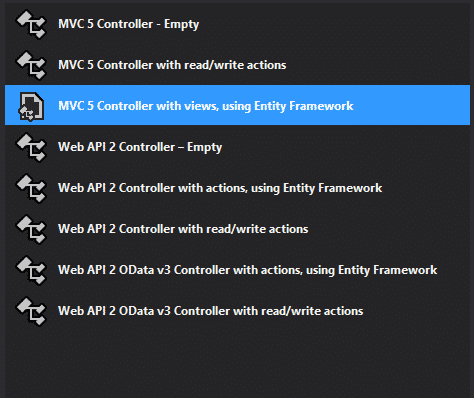 MVC 5 Controller - Empty
MVC 5 Controller with read/write actions
MVC 5 Controller with views, using Entity Framework
Web API 2 Controller – Empty
Web API 2 Controller with actions, using Entity Framework
Web API 2 Controller with read/write actions
Web API 2 OData v3 Controller with actions, using Entity Framework
Web API 2 OData v3 Controller with read/write actions